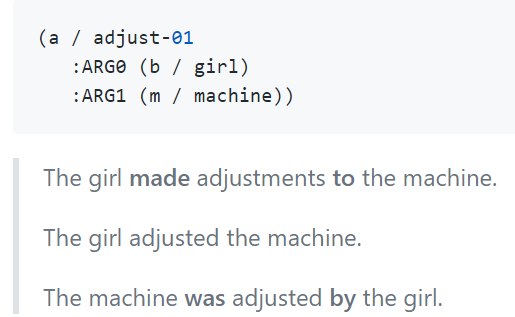 (a / adjust-01
:ARG0 (b / girl)
:ARG1 (m / machine))
The girl made adjustments to the machine.
The girl adjusted the machine.
The machine was adjusted by the girl.